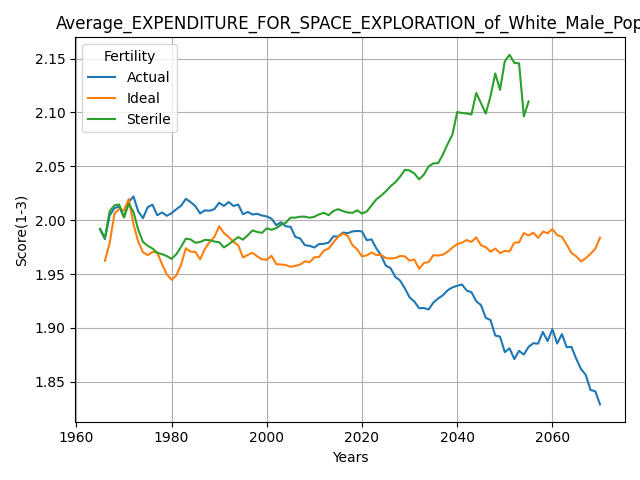 Average_EXPENDITURE_FOR_SPACE_EXPLORATION_of_White_Male_Pop
Fertility
Actual
Ideal
Sterile
Score(1-3)
2.15
2.10
2.05
2.00
1.95
1.90
1.85
1960 1980 2000 2020 2040 2060
Years